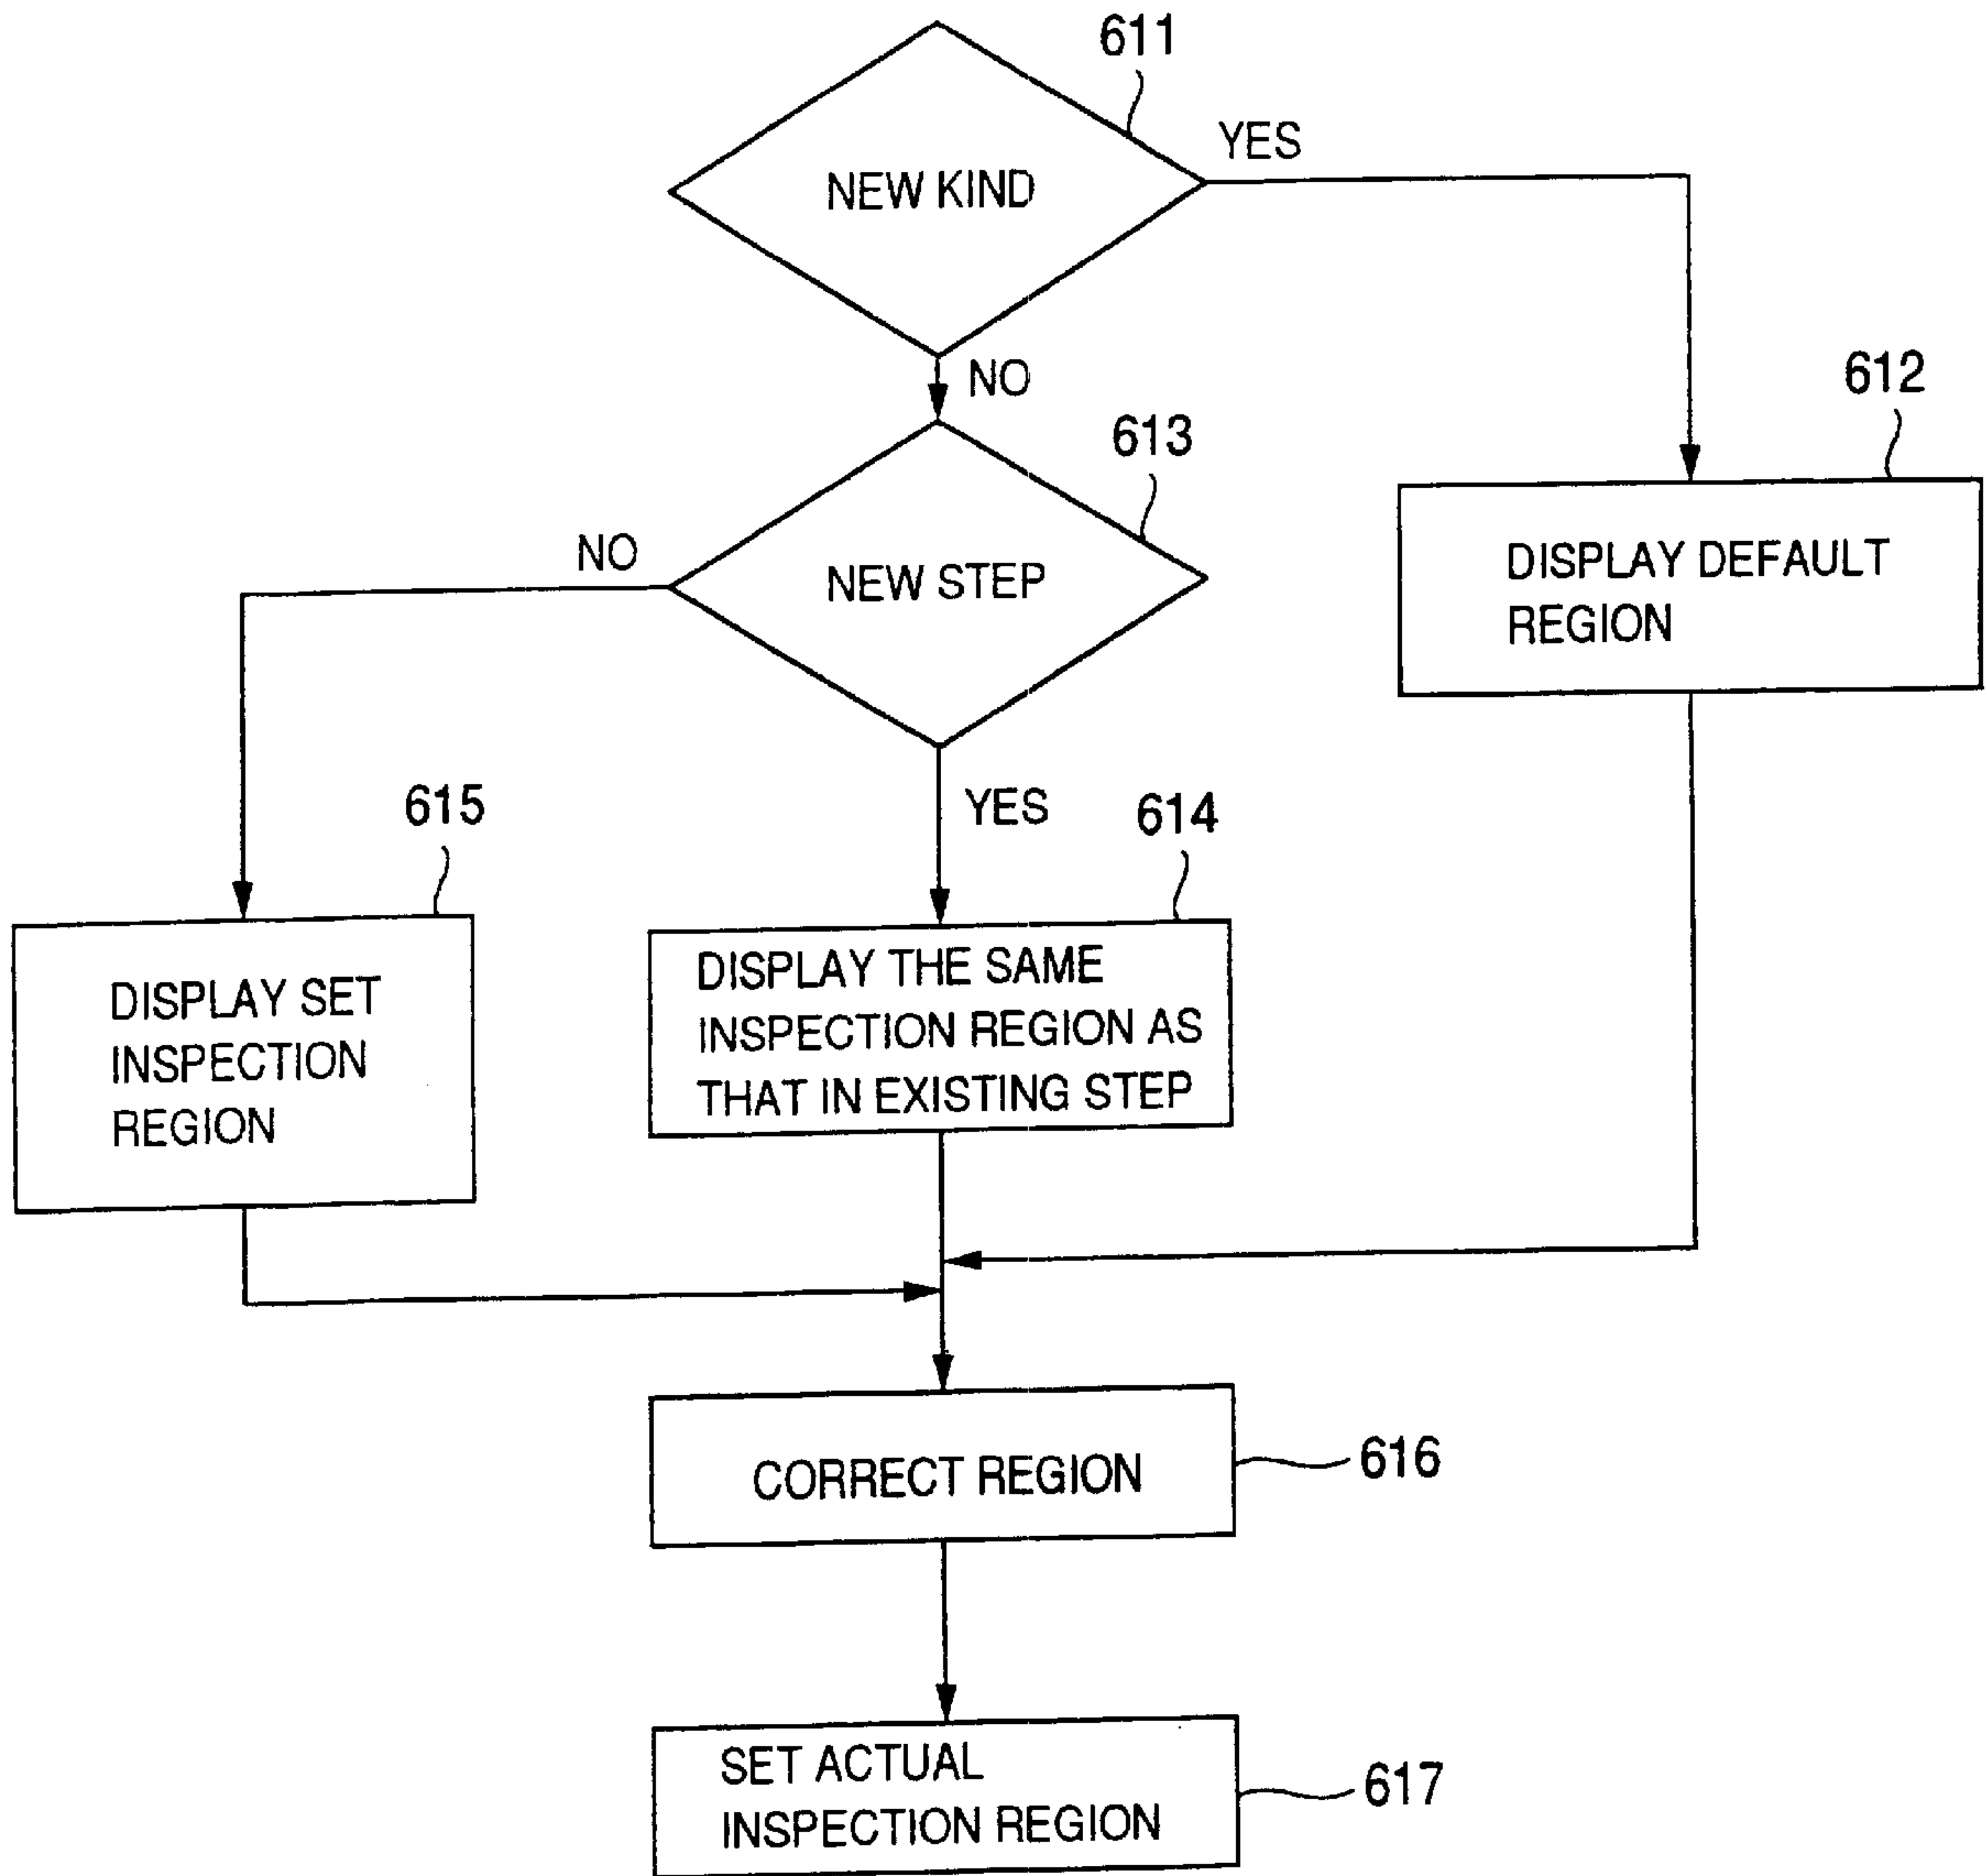 611
NEW KIND
YES
NO
612
DISPLAY DEFAULT
REGION
613
NEW STEP
NO
YES
615
DISPLAY SET
INSPECTION
REGION
614
DISPLAY THE SAME
INSPECTION REGION AS
THAT IN EXISTING STEP
CORRECT REGION
616
SET ACTUAL
INSPECTION REGION
617